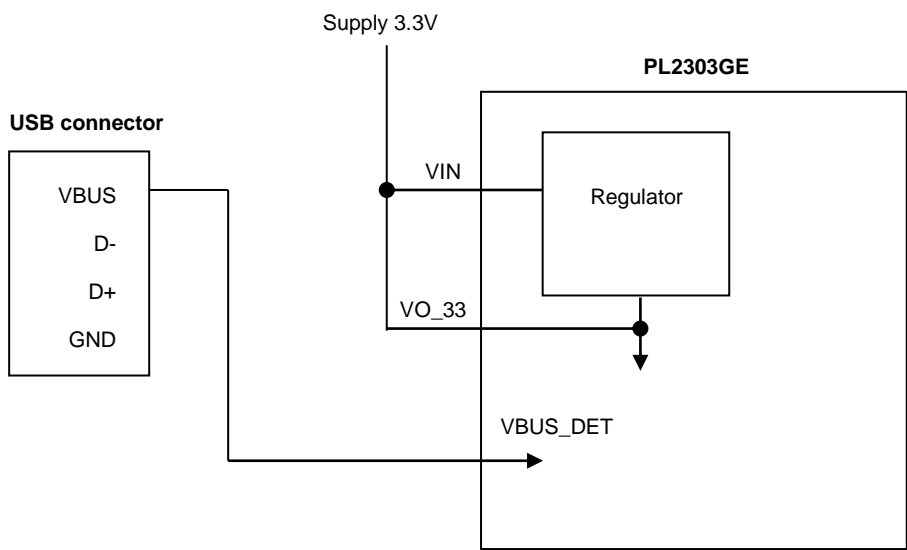 Supply 3.3V
PL2303GE
USB connector
VBUS
D-
D+
GND
VIN
Regulator
VO_33
VBUS_DET